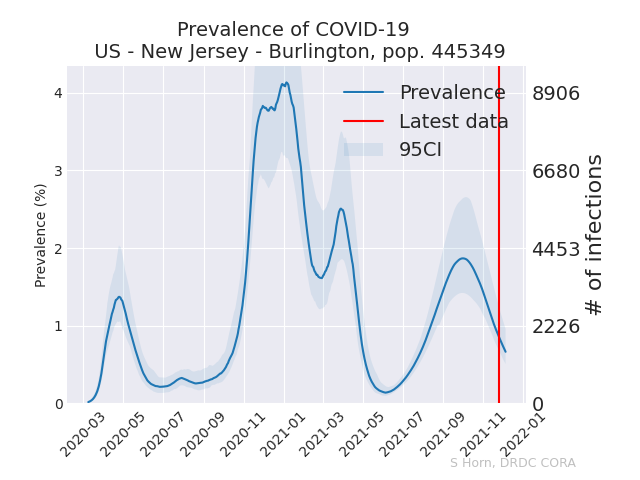 Prevalence of COVID-19
US - New Jersey - Burlington, pop. 445349
Prevalence
Latest data
95CI
Prevalence (%)
4
3
2
1
0
8906
6680
4453
2226
0
# of infections
2020-03
2020-05
2020-07
2020-09
2020-11
2021-01
2021-03
2021-05
2021-07
2021-09
2021-11
2022-01
S Horn, DRDC CORA